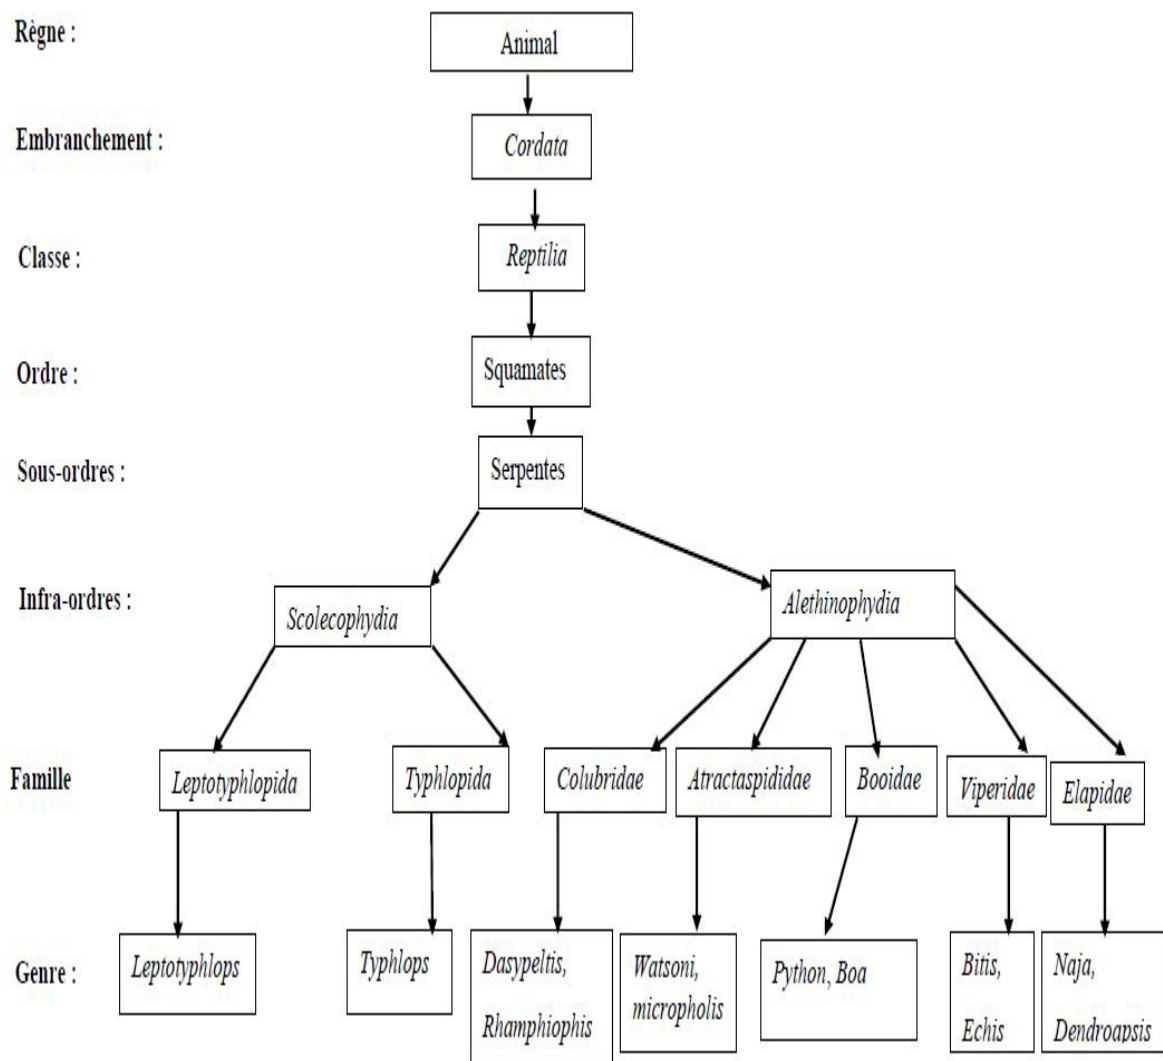 Règne :
Animal
Embranchement :
Cordata
Classe :
Reptilia
Ordre :
Squamates
Sous-ordres :
Serpentes
Infra-ordres :
Scolecophydia
Alethinophydia
Famille
Leptotyphlopida
Typhlopida
Colubridae
Atractaspididae
Booidae
Viperidae
Elapidae
Genre :
Leptotyphlops
Typhlops
Dasypeltis,
Rhamphiophis
Watsoni,
micropholis
Python, Boa
Bitis,
Echis
Naja,
Dendroapsis